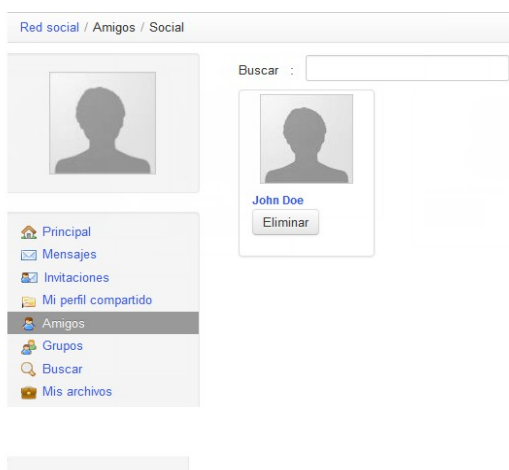 Red social / Amigos / Social
Buscar :
John Doe
Eliminar
Principal
Mensajes
Invitaciones
Mi perfil compartido
Amigos
Grupos
Buscar
Mis archivos